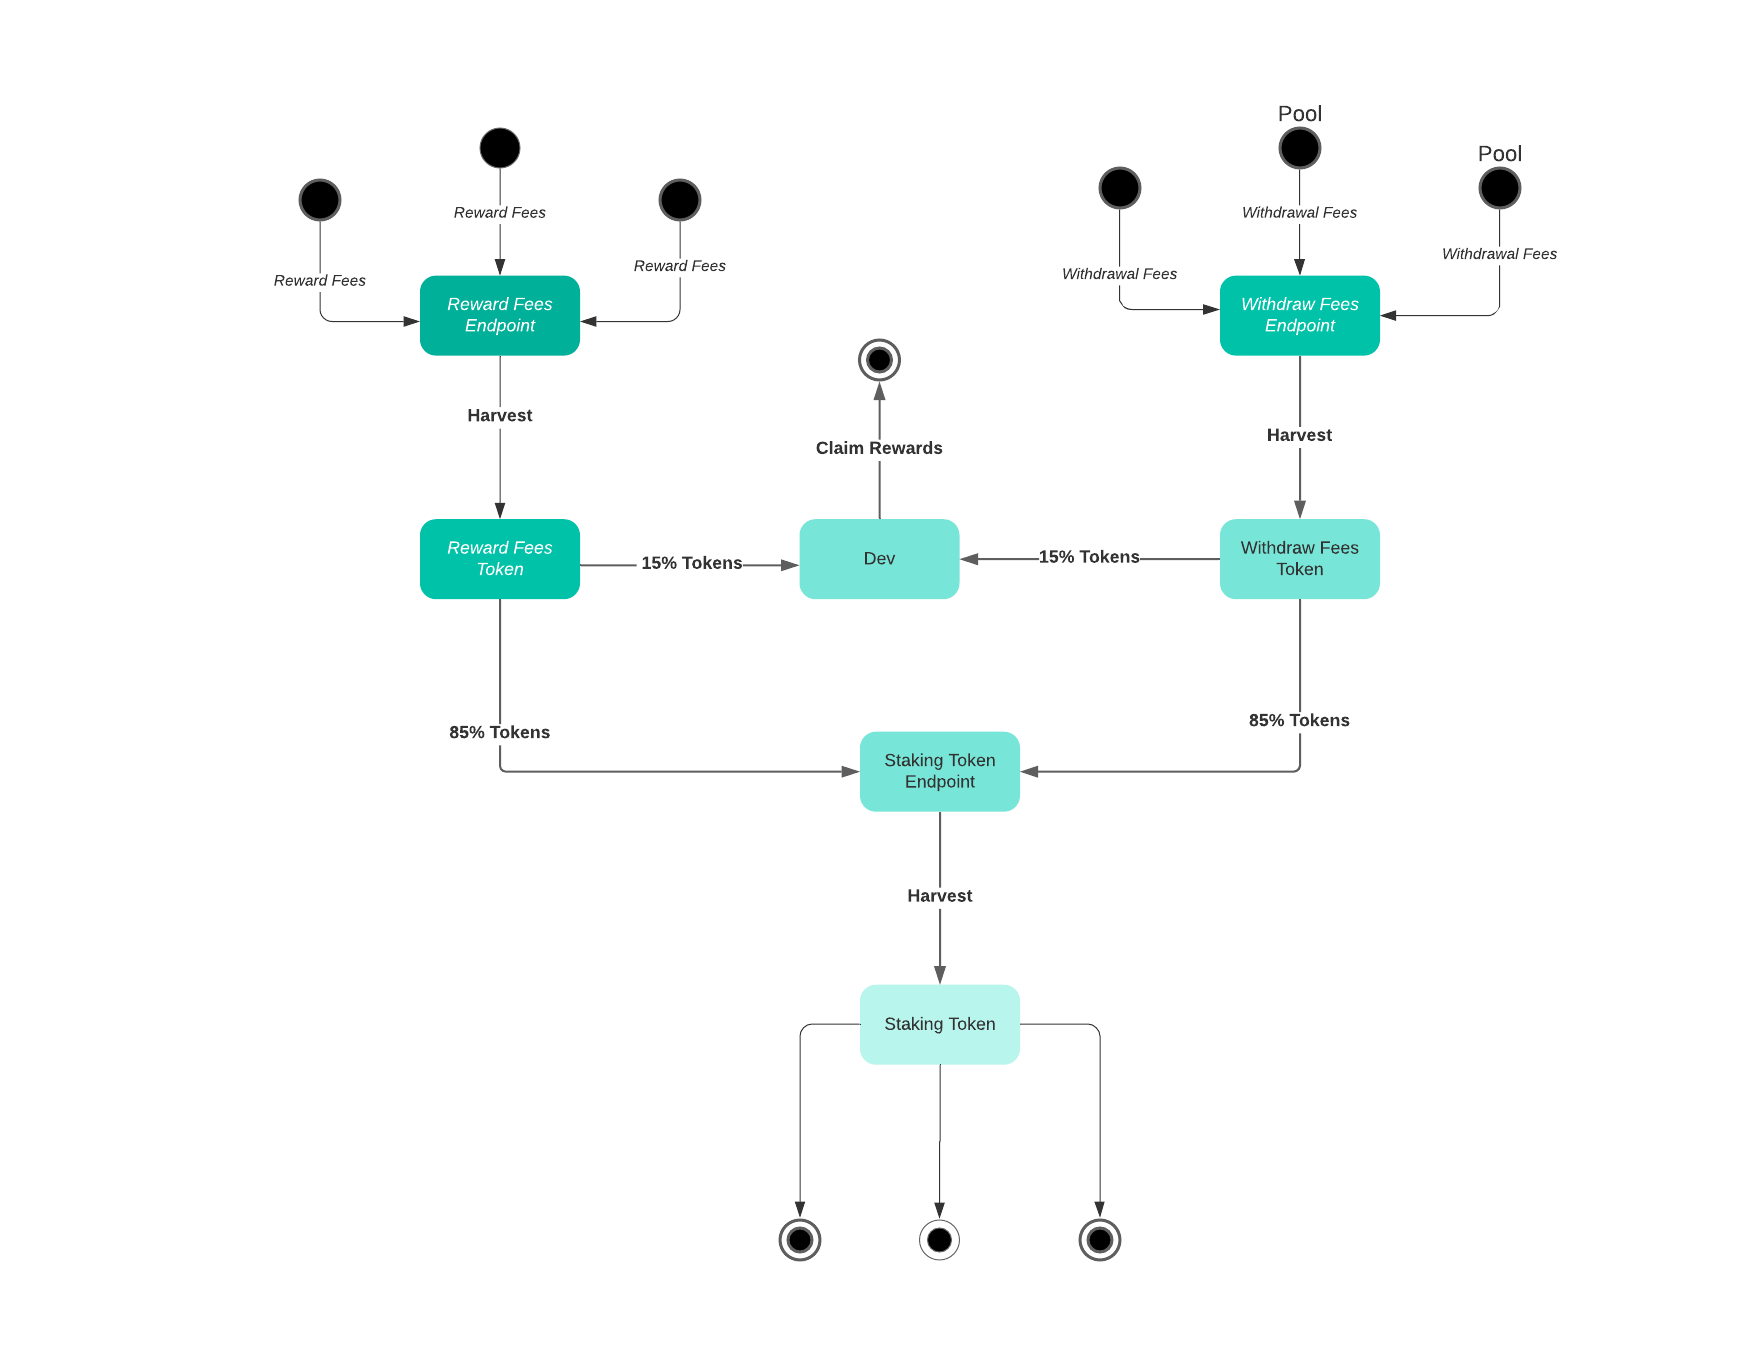 Pool
Pool
Reward Fees
Withdrawal Fees
Withdrawal Fees
Reward Fees
Withdrawal Fees
Reward Fees
Reward Fees
Endpoint
Withdraw Fees
Endpoint
Harvest
Harvest
Claim Rewards
Reward Fees
Token
15% Tokens
Dev
15% Tokens
Withdraw Fees
Token
85% Tokens
85% Tokens
Staking Token
Endpoint
Harvest
Staking Token